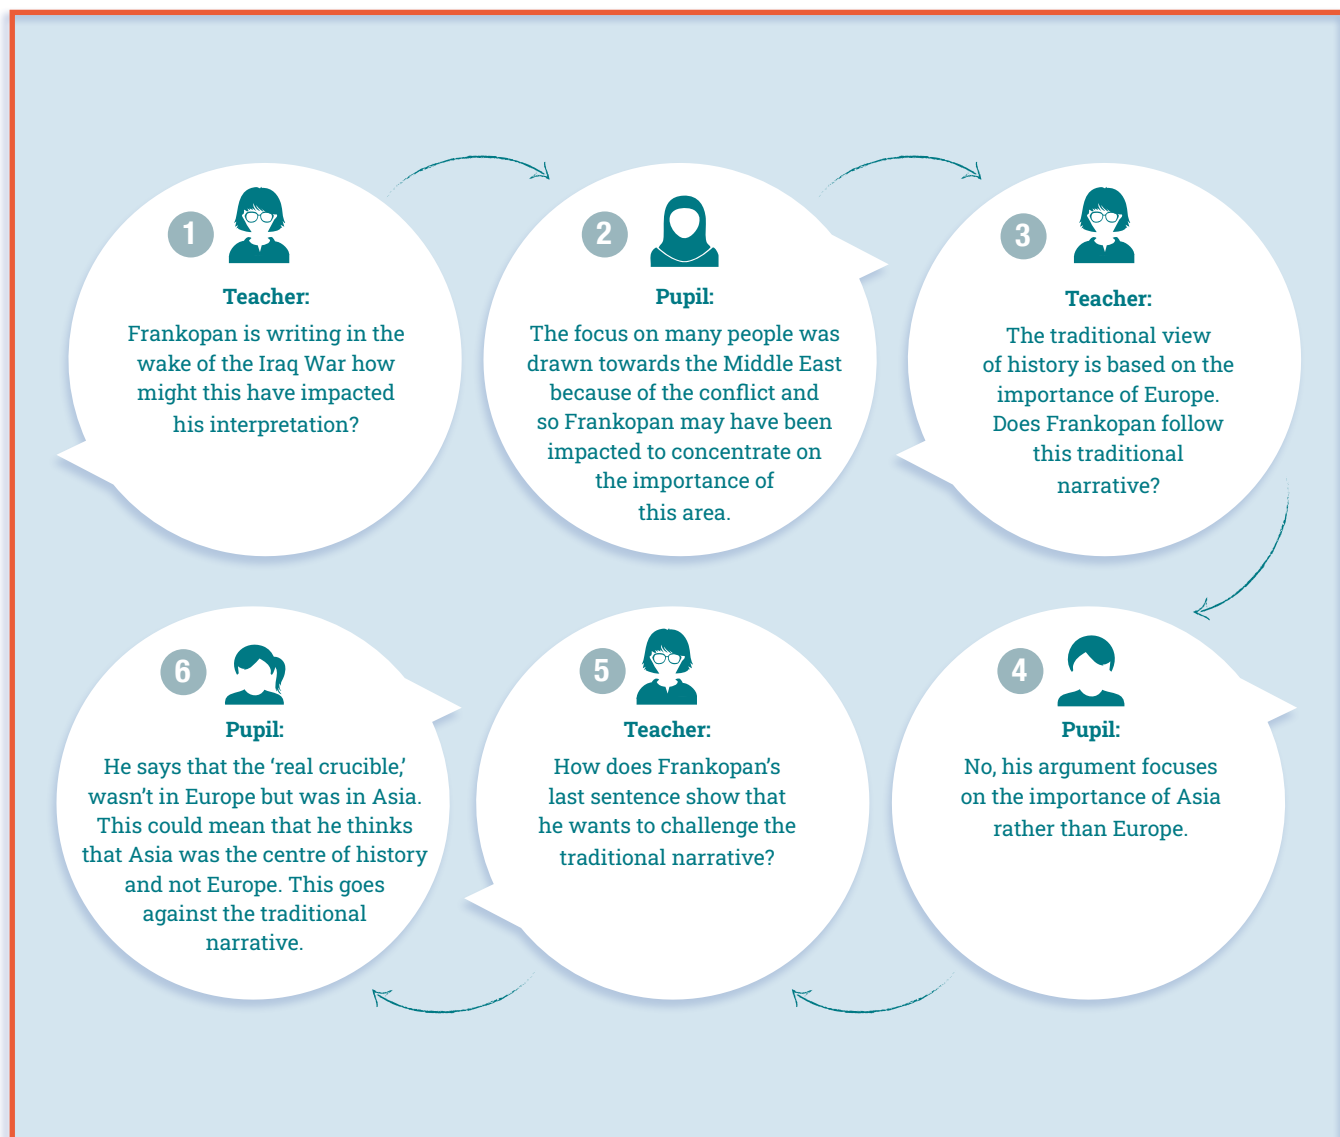 1
Teacher:
Frankopan is writing in the
wake of the Iraq War how
might this have impacted
his interpretation?
2
Pupil:
The focus on many people was
drawn towards the Middle East
because of the conflict and
so Frankopan may have been
impacted to concentrate on
the importance of
this area.
3
Teacher:
The traditional view
of history is based on the
importance of Europe.
Does Frankopan follow
this traditional
narrative?
4
Pupil:
No, his argument focuses
on the importance of Asia
rather than Europe.
5
Teacher:
How does Frankopan’s
last sentence show that
he wants to challenge the
traditional narrative?
6
Pupil:
He says that the ‘real crucible,’
wasn’t in Europe but was in Asia.
This could mean that he thinks
that Asia was the centre of history
and not Europe. This goes
against the traditional
narrative.